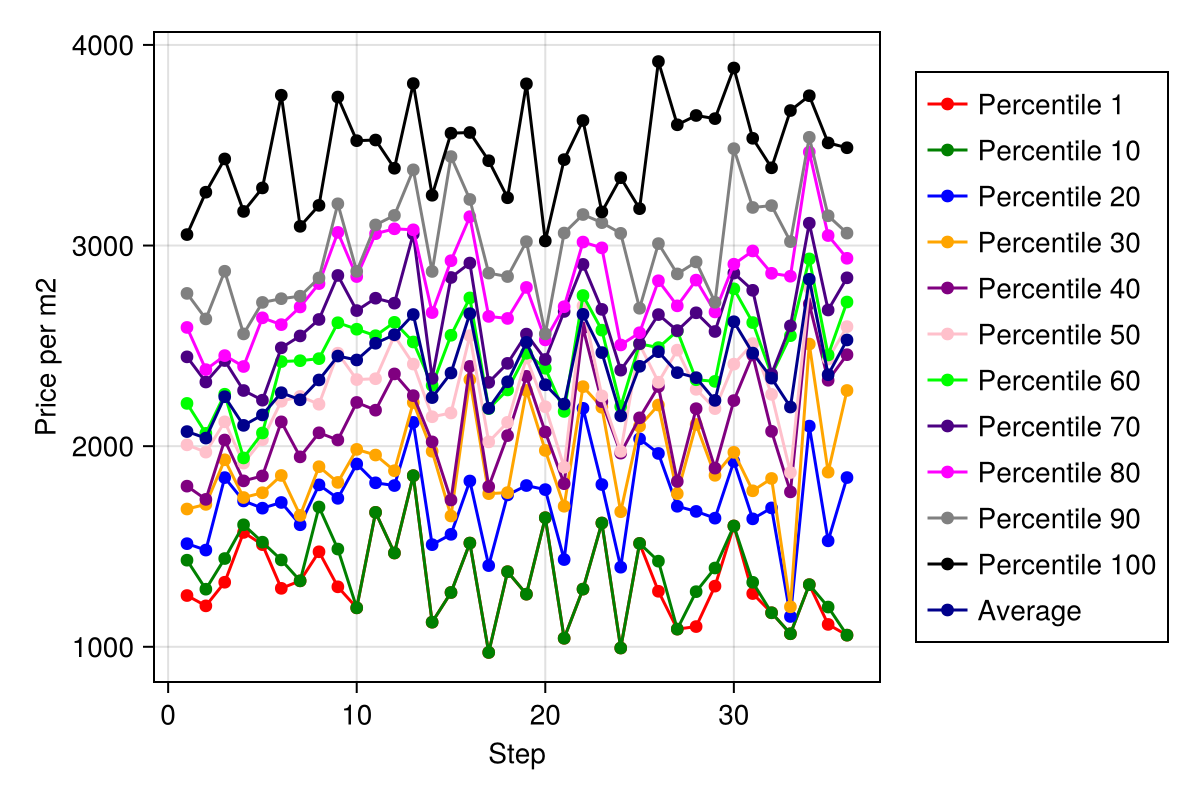 4000
3000
2000
1000
Price per m2
0 10 20 30
Step
Percentile 1
Percentile 10
Percentile 20
Percentile 30
Percentile 40
Percentile 50
Percentile 60
Percentile 70
Percentile 80
Percentile 90
Percentile 100
Average